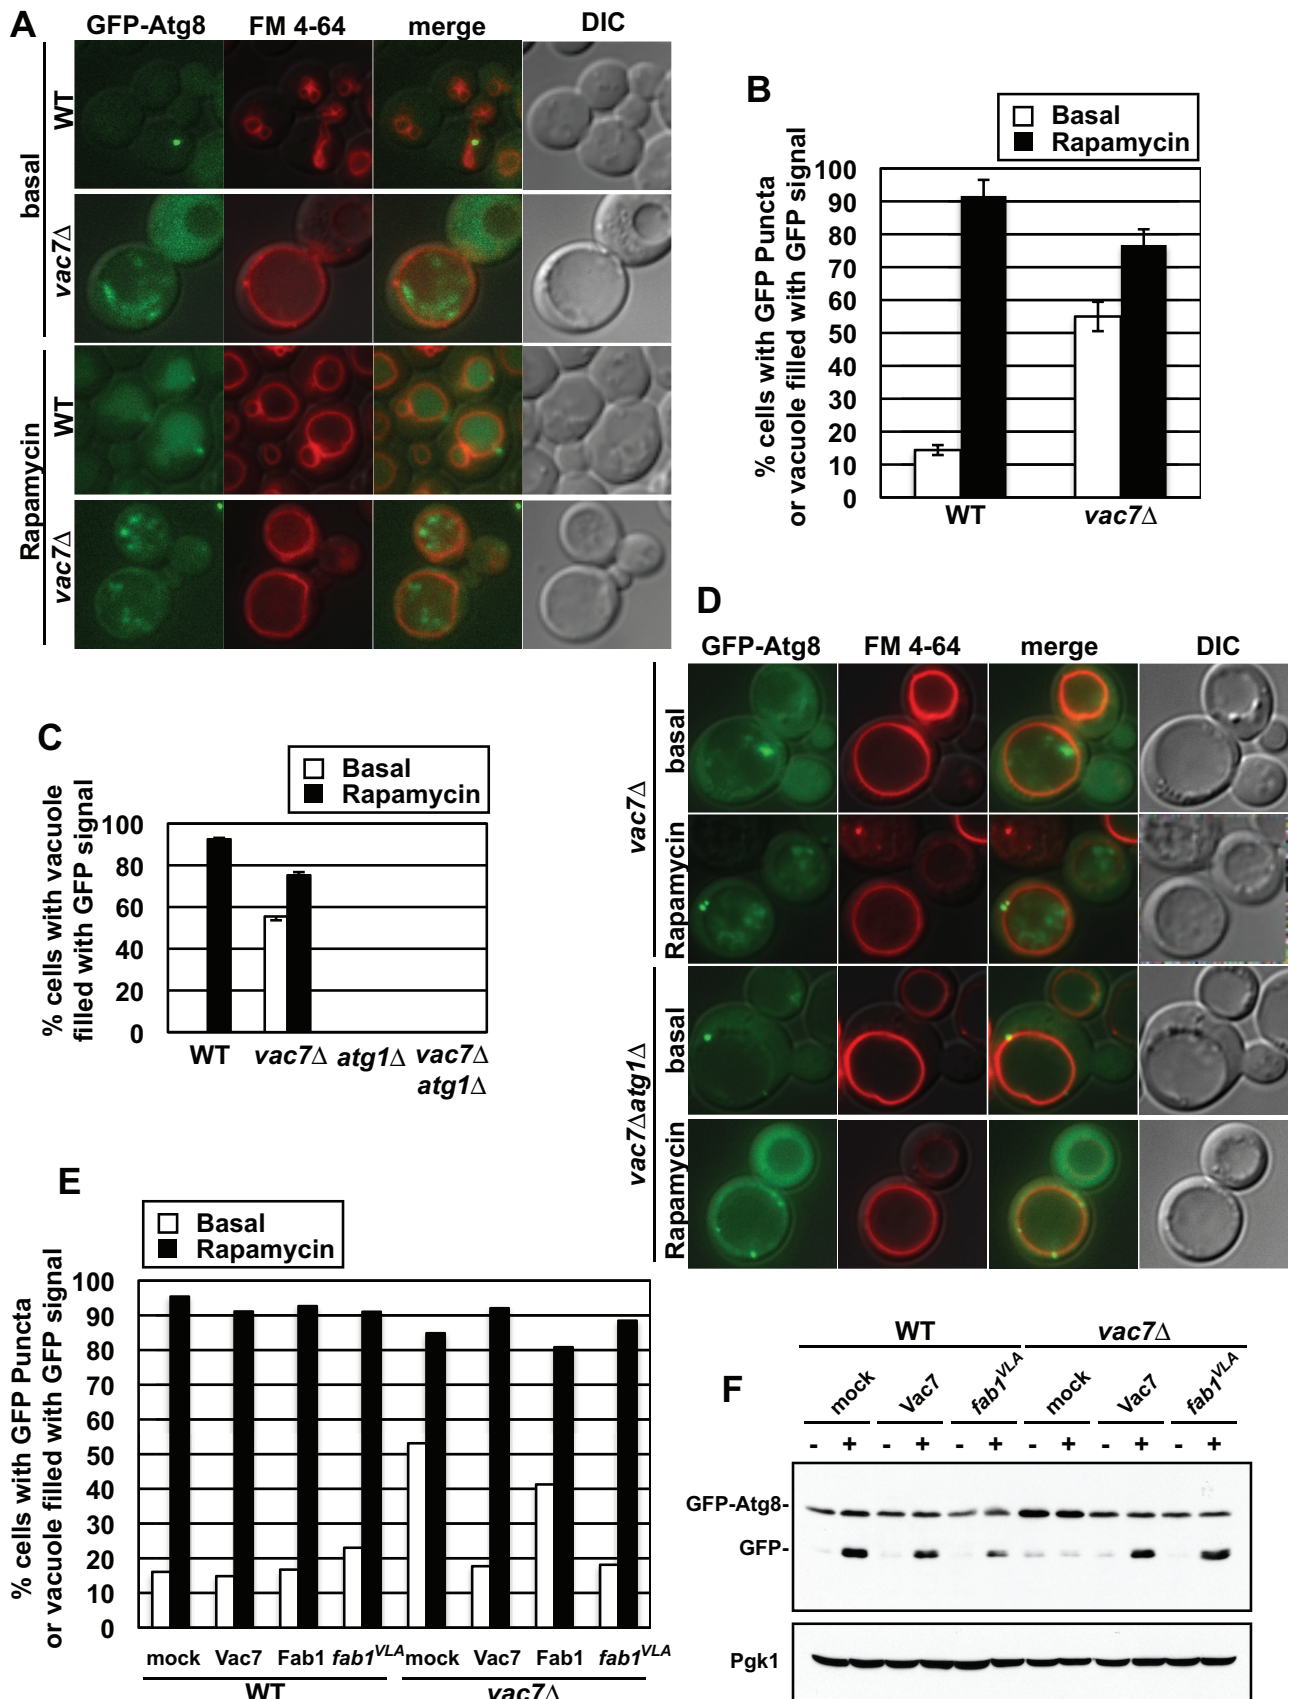 A
GFP-Atg8 FM 4-64 merge DIC
basal
WT
vac7Δ
Rapamycin
WT
vac7Δ
B
Basal
Rapamycin
% cells with GFP Puncta
or vacuole filled with GFP signal
100
90
80
70
60
50
40
30
20
10
0
WT vac7Δ
C
Basal
Rapamycin
% cells with vacuole
filled with GFP signal
100
80
60
40
20
0
WT vac7Δ atg1Δ vac7Δ
atg1Δ
D
GFP-Atg8 FM 4-64 merge DIC
vac7Δ
basal
Rapamycin
vac7Δatg1Δ
basal
Rapamycin
E
Basal
Rapamycin
% cells with GFP Puncta
or vacuole filled with GFP signal
100
90
80
70
60
50
40
30
20
10
0
mock Vac7 Fab1 fab1VLA mock Vac7 Fab1 fab1VLA
WT vac7Δ
F
WT vac7Δ
mock Vac7 fab1VLA mock Vac7 fab1VLA
- + - + - + - + - + - +
GFP-Atg8-
GFP-
Pgk1